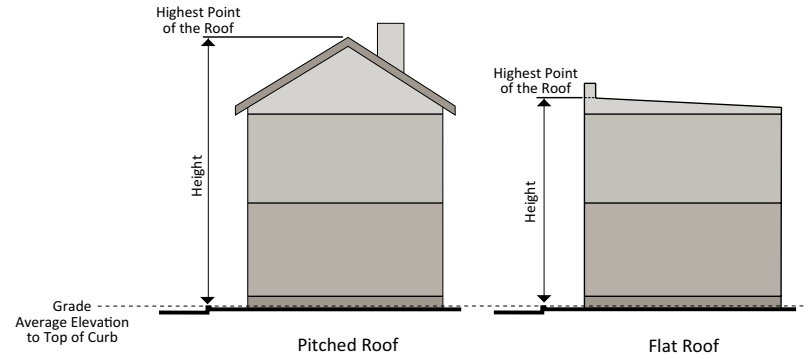 Highest Point
of the Roof
Height
Highest Point
of the Roof
Height
Grade
Average Elevation
to Top of Curb
Pitched Roof
Flat Roof